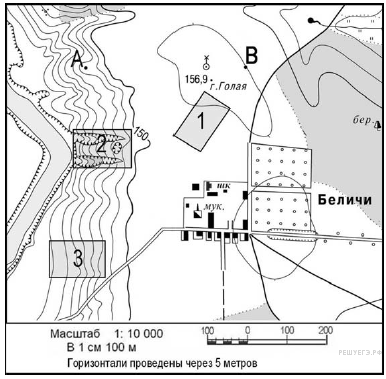 А
В
156,9
г.Голая
1
150
2
бер.
шк
Беличи
мук.
3
Масштаб 1: 10 000
В 1 см 100 м
100 0 100 200
Горизонтали проведены через 5 метров
РЕШУЕГЭ.РФ